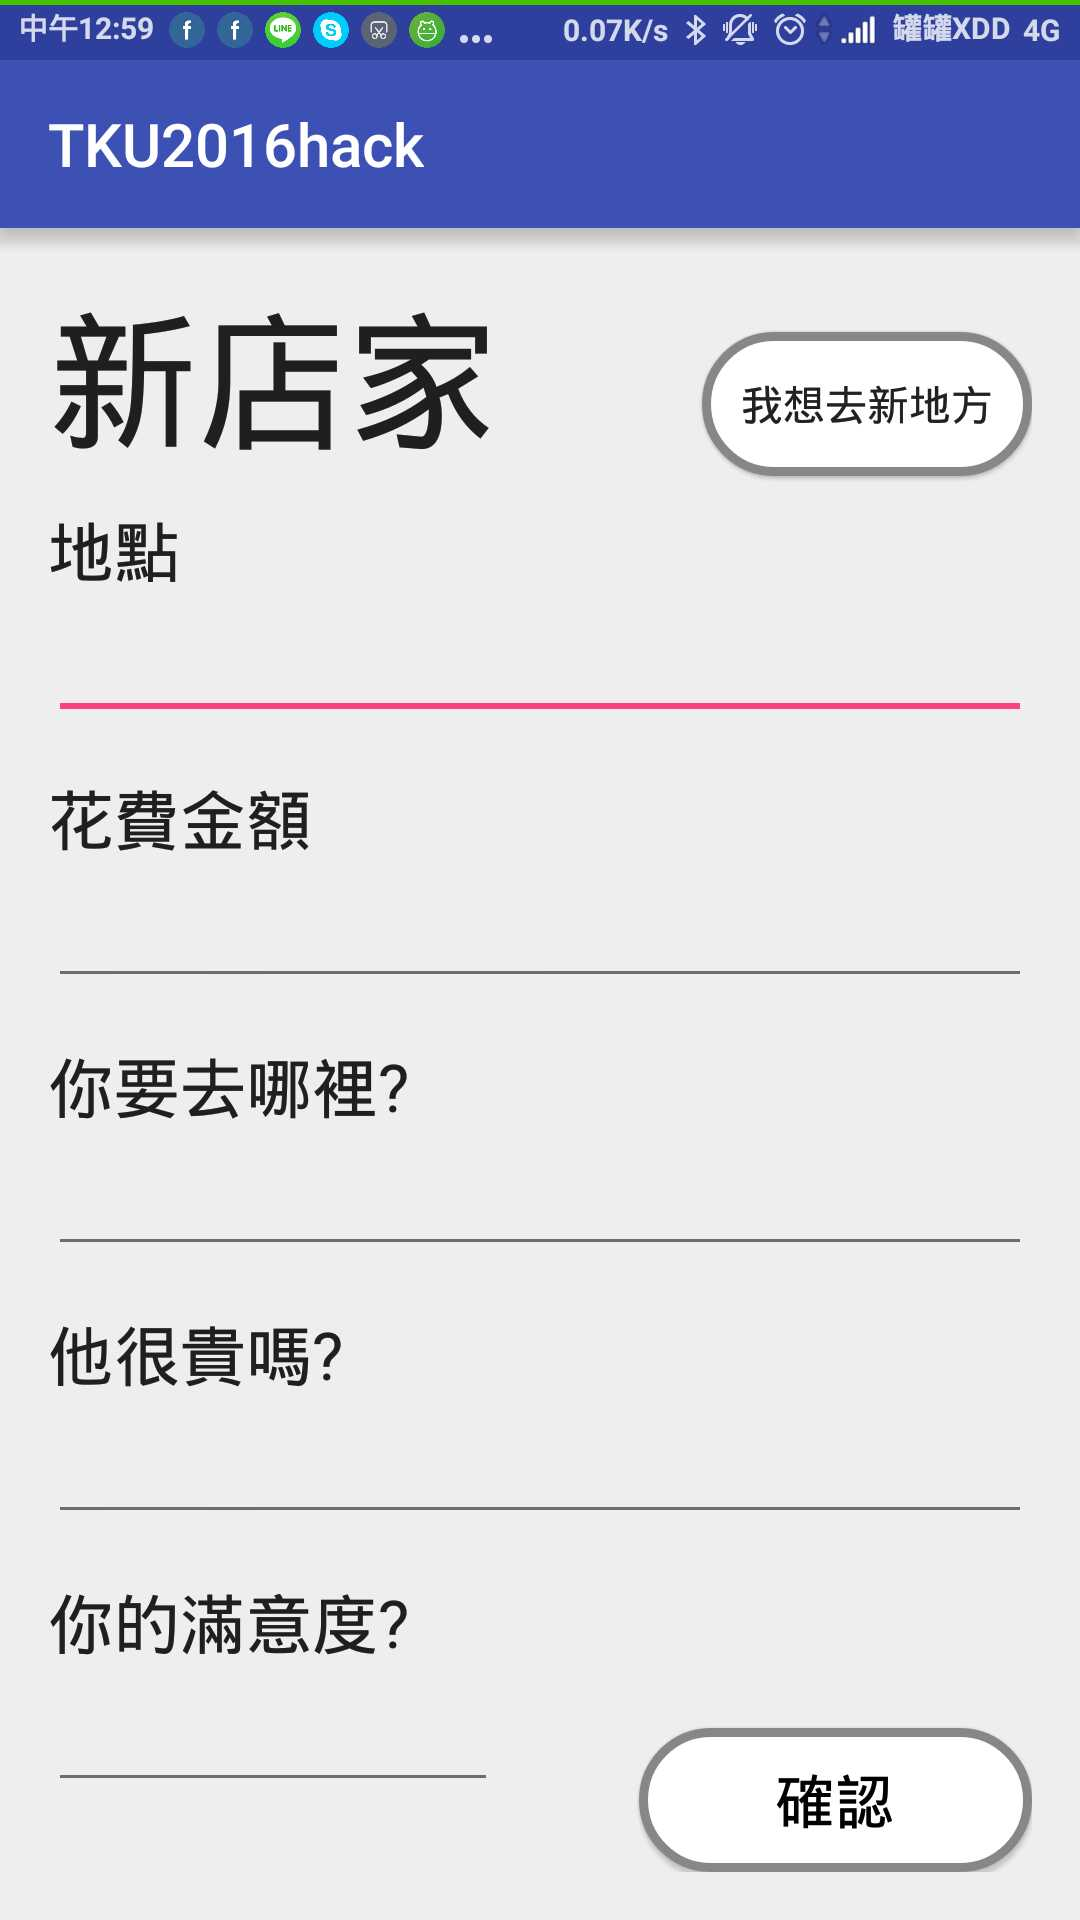 中午12:59 f f LINE S ... 0.07K/s 罐罐XDD 4G
TKU2016hack
新店家
我想去新地方
地點
花費金額
你要去哪裡?
他很貴嗎?
你的滿意度?
確認